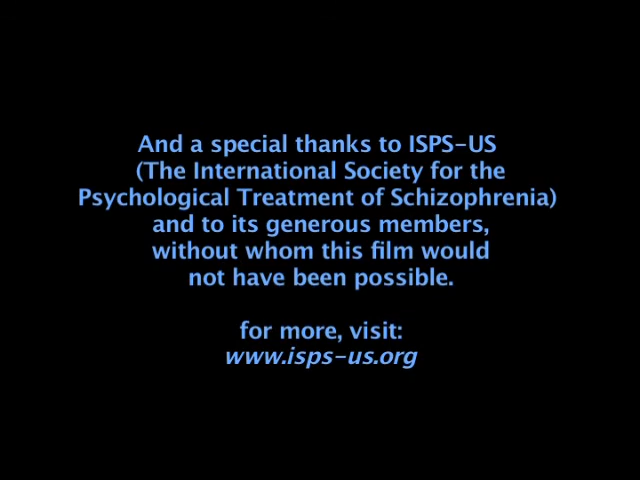 And a special thanks to ISPS-US
(The International Society for the
Psychological Treatment of Schizophrenia)
and to its generous members,
without whom this film would
not have been possible.
for more, visit:
www.isps-us.org